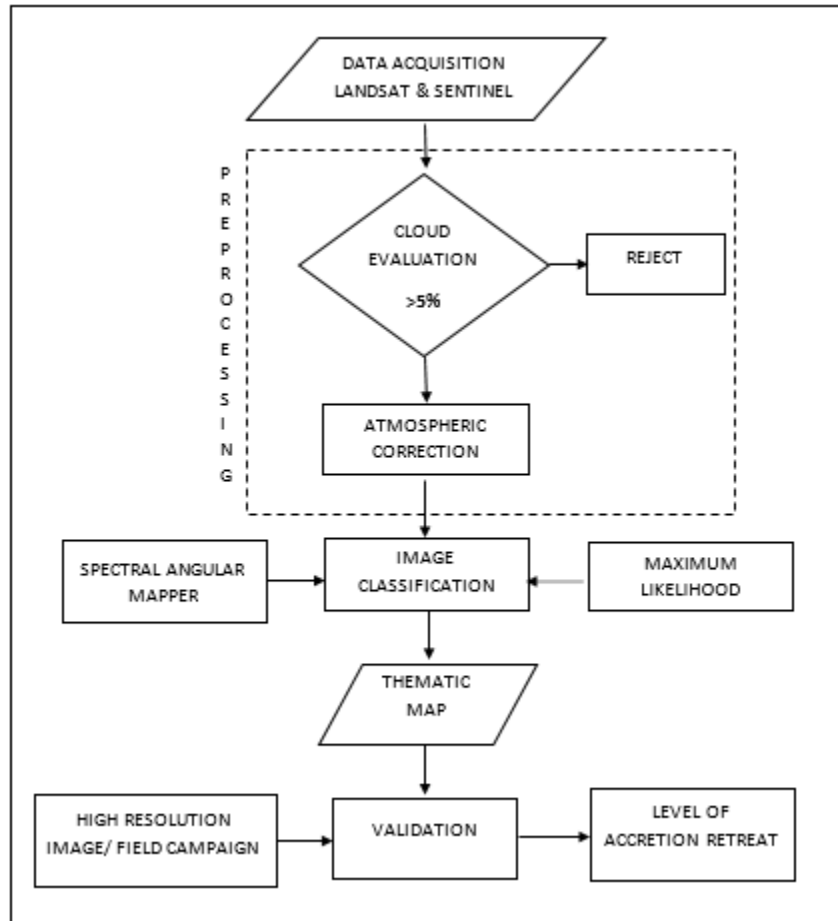 DATA ACQUISITION
LANDSAT & SENTINEL
P
R
E
P
R
O
C
E
S
S
I
N
G
CLOUD
EVALUATION
>5%
REJECT
ATMOSPHERIC
CORRECTION
SPECTRAL ANGULAR
MAPPER
IMAGE
CLASSIFICATION
MAXIMUM
LIKELIHOOD
THEMATIC
MAP
HIGH RESOLUTION
IMAGE/ FIELD CAMPAIGN
VALIDATION
LEVEL OF
ACCRETION RETREAT